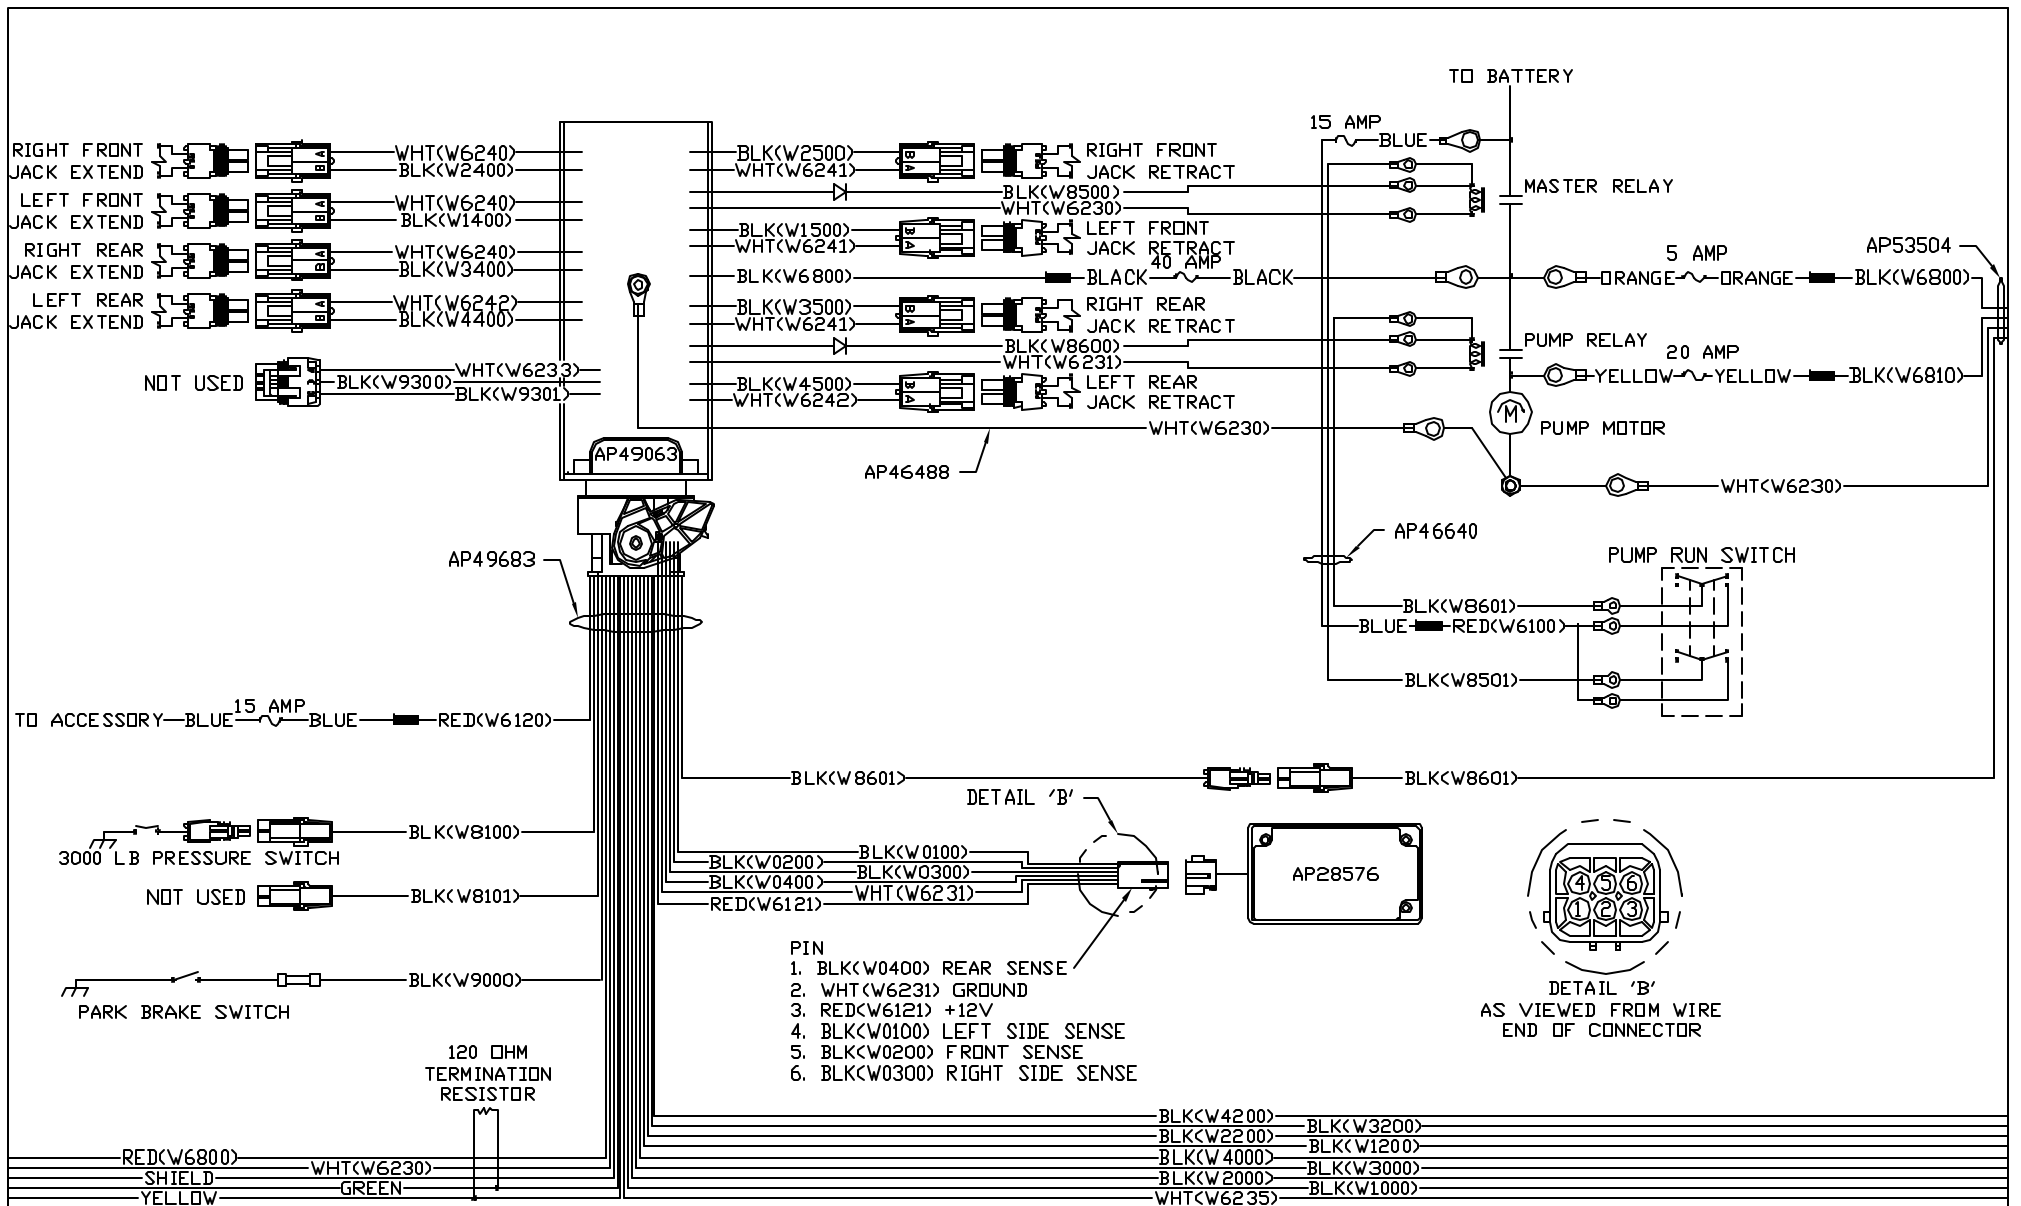 TO BATTERY
15 AMP
BLUE
RIGHT FRONT
JACK EXTEND
A
B
WHT(W6240)
BLK(W2400)
BLK(W2500)
WHT(W6241)
B
A
RIGHT FRONT
JACK RETRACT
BLK(W8500)
WHT(W6230)
MASTER RELAY
LEFT FRONT
JACK EXTEND
A
B
WHT(W6240)
BLK(W1400)
BLK(W1500)
WHT(W6241)
B
A
LEFT FRONT
JACK RETRACT
RIGHT REAR
JACK EXTEND
A
B
WHT(W6240)
BLK(W3400)
BLK(W6800)
BLACK
40 AMP
BLACK
5 AMP
ORANGE
ORANGE
BLK(W6800)
AP53504
LEFT REAR
JACK EXTEND
A
B
WHT(W6242)
BLK(W4400)
BLK(W3500)
WHT(W6241)
B
A
RIGHT REAR
JACK RETRACT
BLK(W8600)
WHT(W6231)
PUMP RELAY
20 AMP
YELLOW
YELLOW
BLK(W6810)
NOT USED
WHT(W6233)
BLK(W9300)
BLK(W9301)
BLK(W4500)
WHT(W6242)
B
A
LEFT REAR
JACK RETRACT
M
PUMP MOTOR
WHT(W6230)
AP49063
AP46488
WHT(W6230)
AP46640
AP49683
PUMP RUN SWITCH
BLK(W8601)
BLUE
RED(W6100)
BLK(W8501)
TO ACCESSORY
BLUE
15 AMP
BLUE
RED(W6120)
BLK(W8601)
BLK(W8601)
DETAIL 'B'
BLK(W8100)
3000 LB PRESSURE SWITCH
BLK(W0100)
BLK(W0200)
BLK(W0300)
BLK(W0400)
WHT(W6231)
RED(W6121)
AP28576
NOT USED
BLK(W8101)
4 5 6
1 2 3
PIN
1. BLK(W0400) REAR SENSE
2. WHT(W6231) GROUND
3. RED(W6121) +12V
4. BLK(W0100) LEFT SIDE SENSE
5. BLK(W0200) FRONT SENSE
6. BLK(W0300) RIGHT SIDE SENSE
BLK(W9000)
PARK BRAKE SWITCH
DETAIL 'B'
AS VIEWED FROM WIRE
END OF CONNECTOR
120 OHM
TERMINATION
RESISTOR
BLK(W4200)
BLK(W3200)
BLK(W2200)
BLK(W1200)
RED(W6800)
BLK(W4000)
WHT(W6230)
BLK(W3000)
SHIELD
BLK(W2000)
GREEN
BLK(W1000)
YELLOW
WHT(W6235)